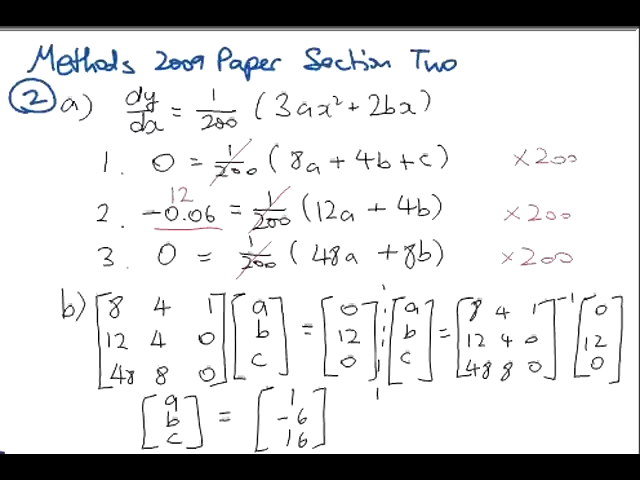 Methods 2009 Paper Section Two
2 a) dy/dx = 1/200 (3ax² + 2bx)
1. 0 = 1/200 (8a + 4b + c) ×200
12
2. -0.06 = 1/200 (12a + 4b) ×200
3. 0 = 1/200 (48a + 8b) ×200
b) [8 4 1; 12 4 0; 48 8 0] [a; b; c] = [0; 12; 0] [a; b; c] = [8 4 1; 12 4 0; 48 8 0]⁻¹ [0; 12; 0]
[a; b; c] = [1; -6; 16]